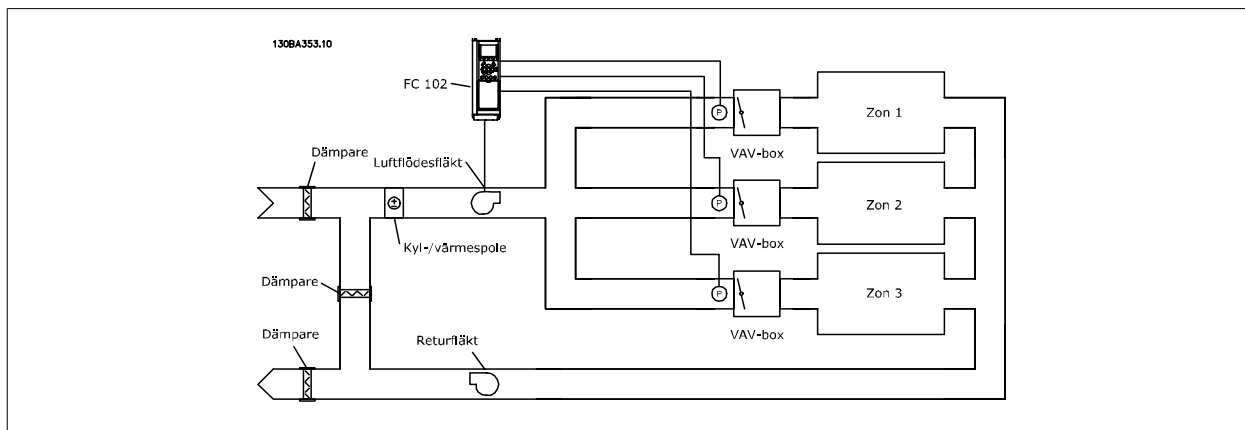 130BA353.10
FC 102
P
Zon 1
VAV-box
Dämpare
Luftflödesfläkt
P
Zon 2
VAV-box
Kyl-/värmespole
Dämpare
P
Zon 3
VAV-box
Dämpare
Returfläkt